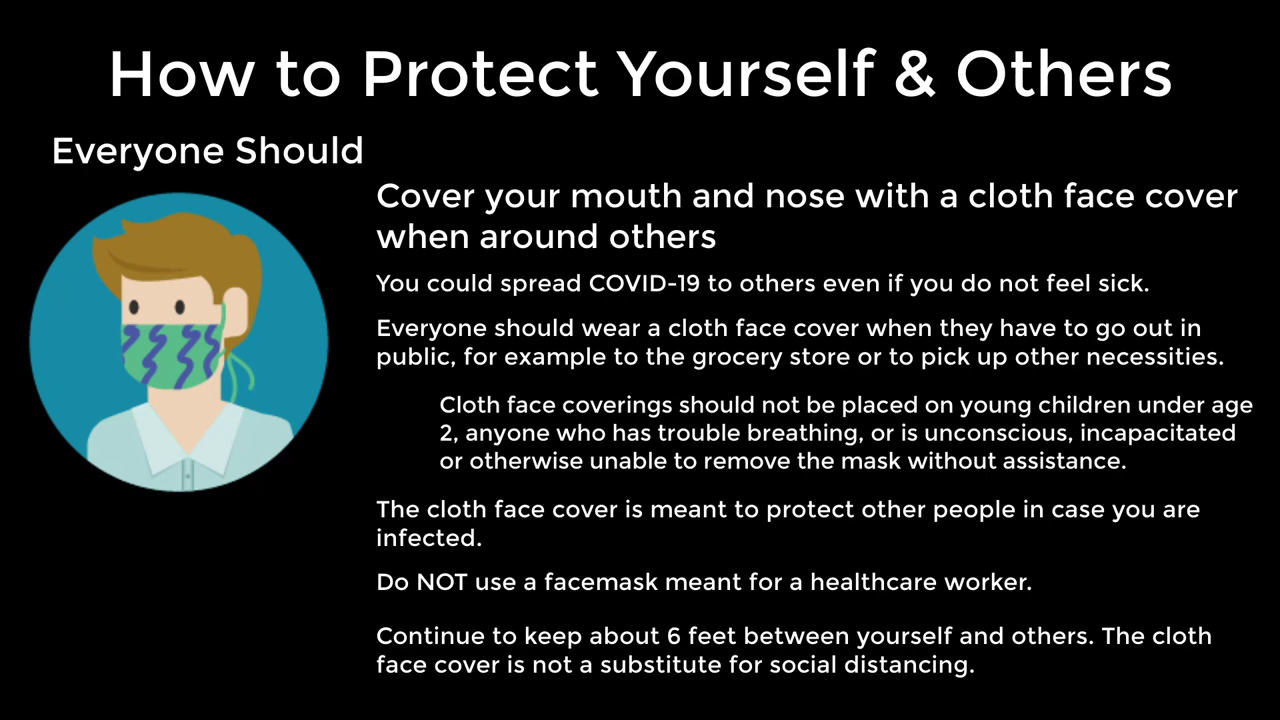 How to Protect Yourself & Others
Everyone Should
Cover your mouth and nose with a cloth face cover
when around others
You could spread COVID-19 to others even if you do not feel sick.
Everyone should wear a cloth face cover when they have to go out in
public, for example to the grocery store or to pick up other necessities.
Cloth face coverings should not be placed on young children under age
2, anyone who has trouble breathing, or is unconscious, incapacitated
or otherwise unable to remove the mask without assistance.
The cloth face cover is meant to protect other people in case you are
infected.
Do NOT use a facemask meant for a healthcare worker.
Continue to keep about 6 feet between yourself and others. The cloth
face cover is not a substitute for social distancing.